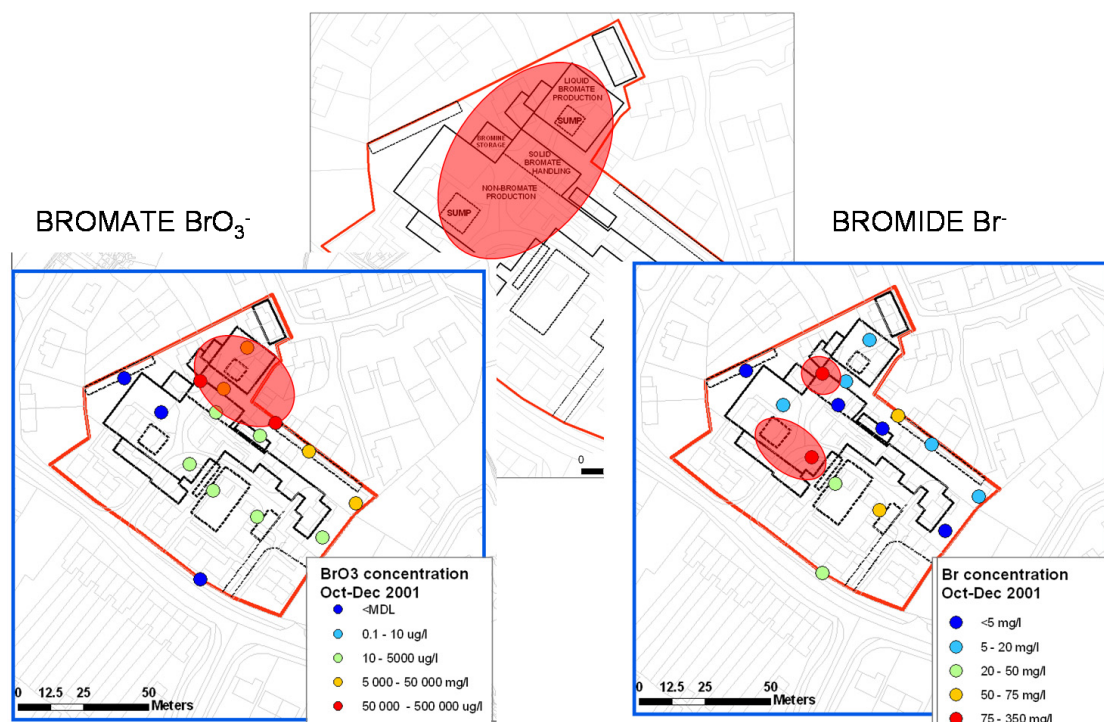 LIQUID
BROMATE
PRODUCTION
SUMP
BROMINE
STORAGE
SOLID
BROMATE
HANDLING
NON-BROMATE
PRODUCTION
SUMP
0
BROMATE BrO₃⁻
BrO3 concentration
Oct-Dec 2001
<MDL
0.1 - 10 ug/l
10 - 5000 ug/l
5 000 - 50 000 mg/l
50 000 - 500 000 ug/l
0 12.5 25 50
Meters
BROMIDE Br⁻
Br concentration
Oct-Dec 2001
<5 mg/l
5 - 20 mg/l
20 - 50 mg/l
50 - 75 mg/l
75 - 350 mg/l
0 12.5 25 50
Meters